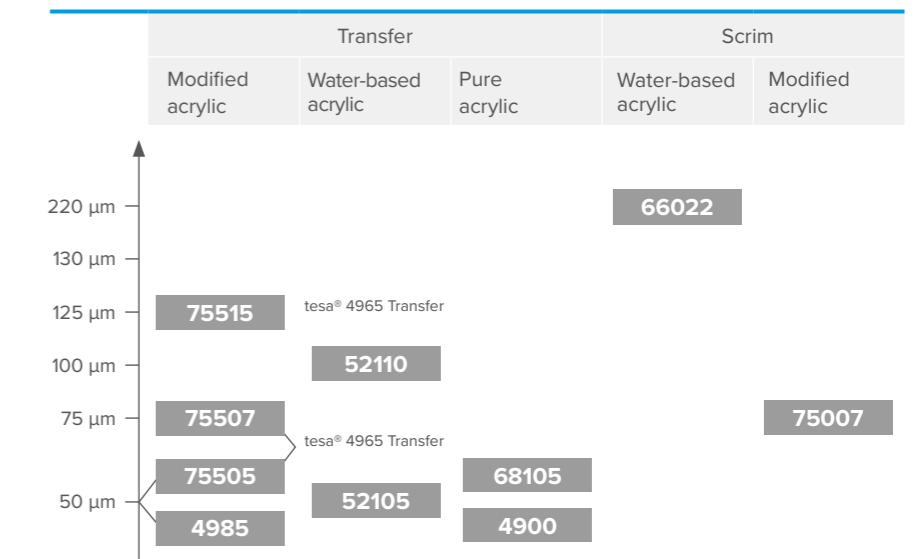 Transfer Scrim
Modified acrylic Water-based acrylic Pure acrylic Water-based acrylic Modified acrylic
220 µm 66022
130 µm
125 µm 75515 tesa® 4965 Transfer
100 µm 52110
75 µm 75507 75007
tesa® 4965 Transfer
75505 68105
50 µm 52105
4985 4900